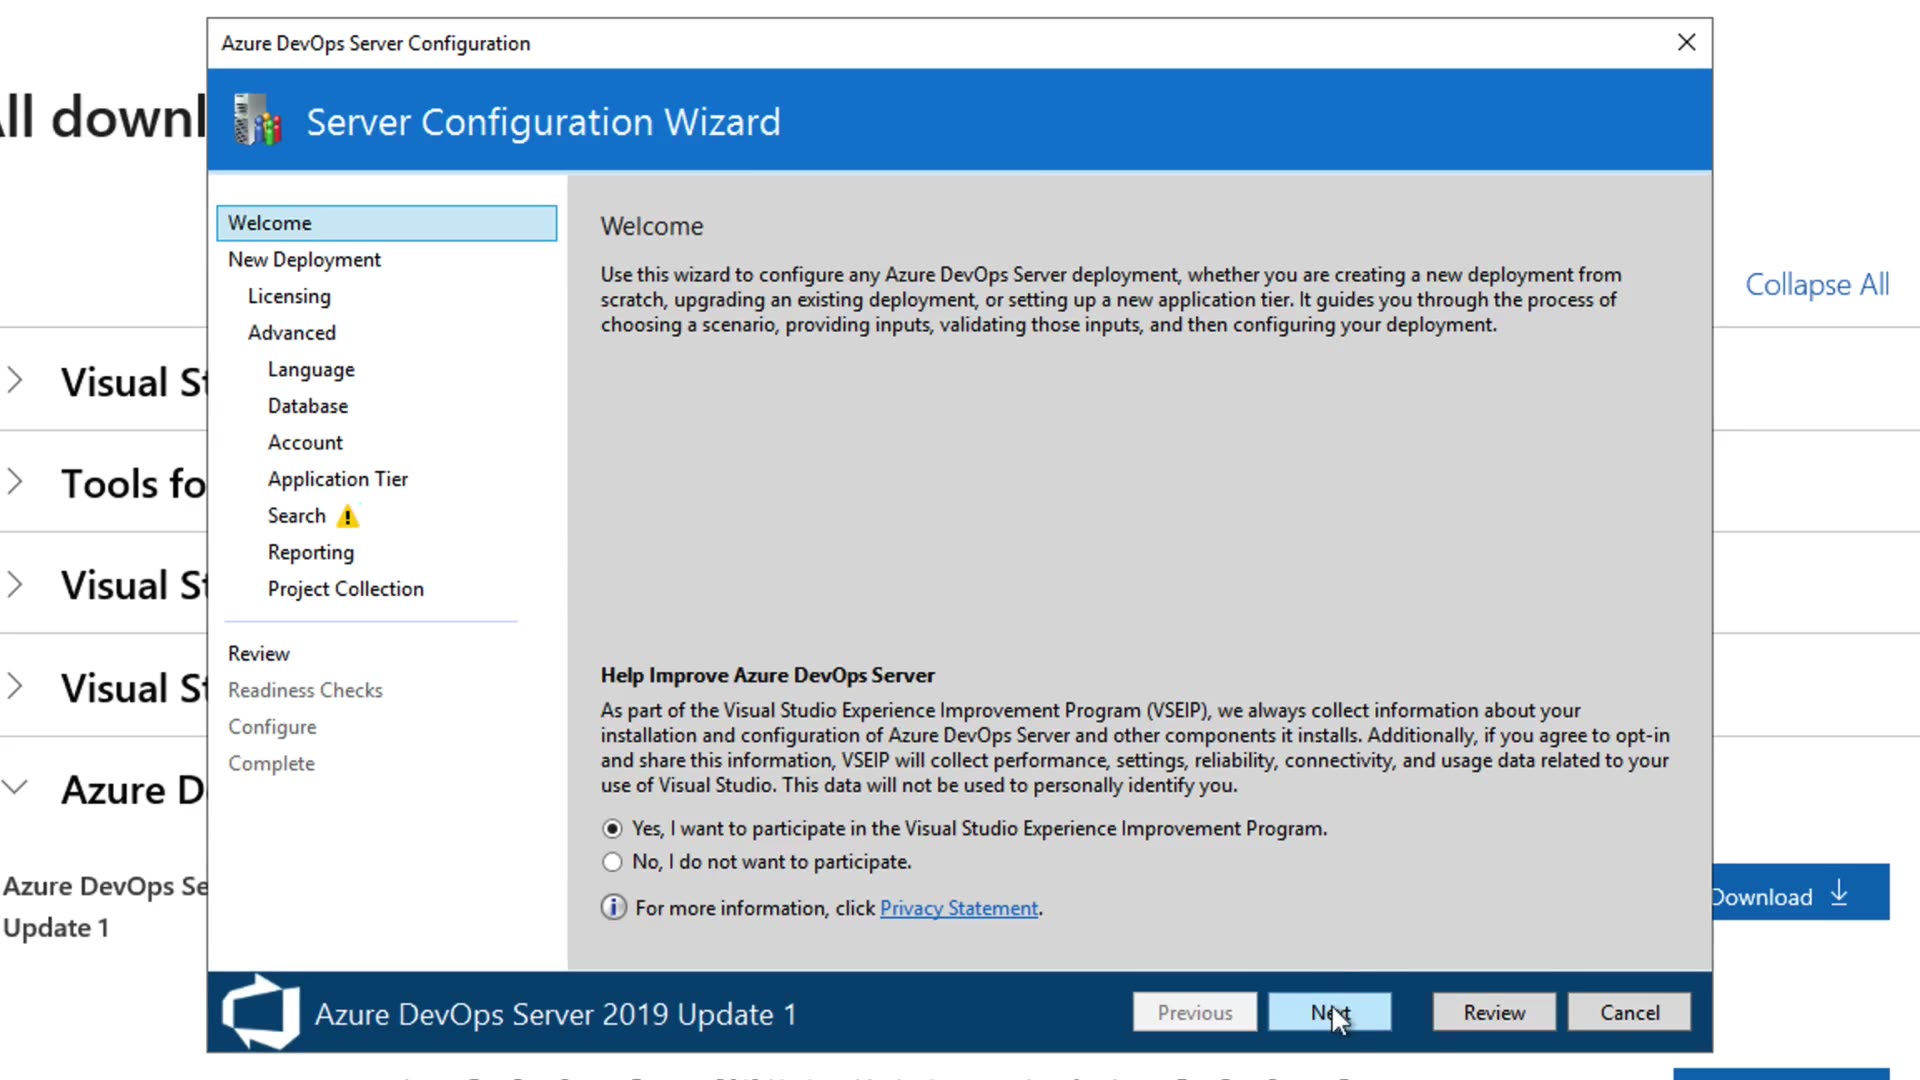 Azure DevOps Server Configuration
Server Configuration Wizard
downl
Welcome
New Deployment
Licensing
Advanced
Language
Database
Account
Application Tier
Search
Reporting
Project Collection
Review
Readiness Checks
Configure
Complete
Welcome
Use this wizard to configure any Azure DevOps Server deployment, whether you are creating a new deployment from
scratch, upgrading an existing deployment, or setting up a new application tier. It guides you through the process of
choosing a scenario, providing inputs, validating those inputs, and then configuring your deployment.
Help Improve Azure DevOps Server
As part of the Visual Studio Experience Improvement Program (VSEIP), we always collect information about your
installation and configuration of Azure DevOps Server and other components it installs. Additionally, if you agree to opt-in
and share this information, VSEIP will collect performance, settings, reliability, connectivity, and usage data related to your
use of Visual Studio. This data will not be used to personally identify you.
Yes, I want to participate in the Visual Studio Experience Improvement Program.
No, I do not want to participate.
For more information, click Privacy Statement.
Collapse All
Visual St
Tools fo
Visual St
Visual St
Azure D
Azure DevOps Se
Update 1
Download
Azure DevOps Server 2019 Update 1
Previous
Next
Review
Cancel